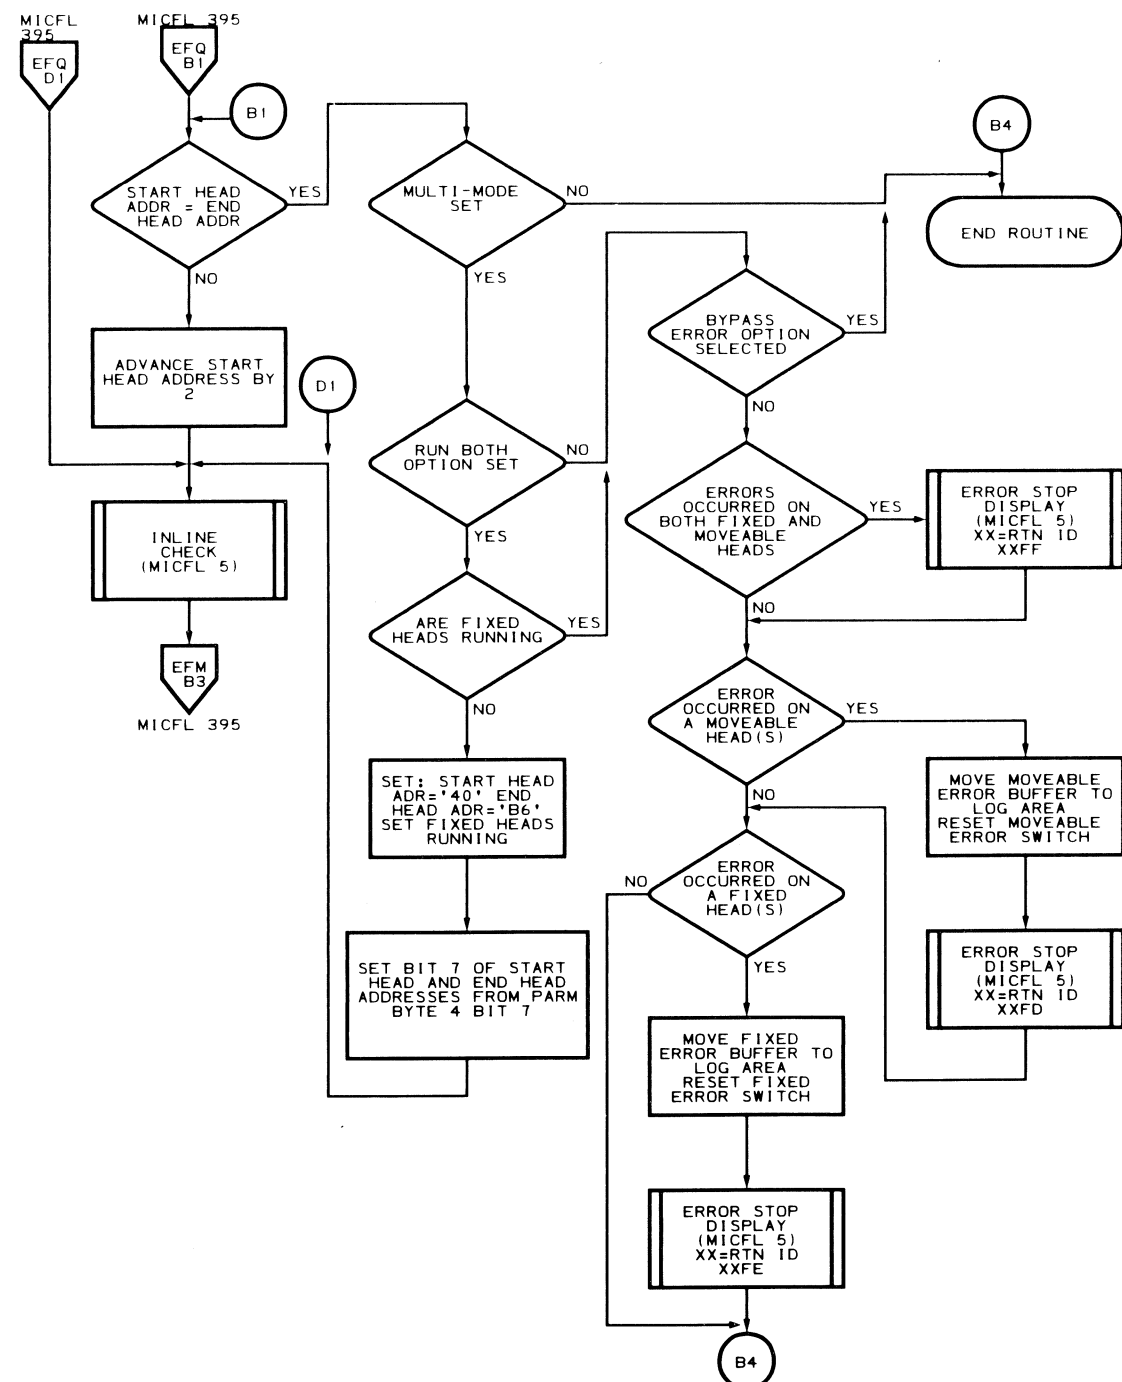 MICFL
395
EFQ
D1
MICFL 395
EFQ
B1
B1
START HEAD
ADDR = END
HEAD ADDR
YES
NO
ADVANCE START
HEAD ADDRESS BY
2
D1
INLINE
CHECK
(MICFL 5)
EFM
B3
MICFL 395
MULTI-MODE
SET
NO
YES
RUN BOTH
OPTION SET
NO
YES
ARE FIXED
HEADS RUNNING
YES
NO
SET: START HEAD
ADR='40' END
HEAD ADR='B6'
SET FIXED HEADS
RUNNING
SET BIT 7 OF START
HEAD AND END HEAD
ADDRESSES FROM PARM
BYTE 4 BIT 7
B4
END ROUTINE
BYPASS
ERROR OPTION
SELECTED
YES
NO
ERRORS
OCCURRED ON
BOTH FIXED AND
MOVEABLE
HEADS
YES
NO
ERROR STOP
DISPLAY
(MICFL 5)
XX=RTN ID
XXFF
ERROR
OCCURRED ON
A MOVEABLE
HEAD(S)
YES
NO
MOVE MOVEABLE
ERROR BUFFER TO
LOG AREA
RESET MOVEABLE
ERROR SWITCH
ERROR STOP
DISPLAY
(MICFL 5)
XX=RTN ID
XXFD
ERROR
OCCURRED ON
A FIXED
HEAD(S)
NO
YES
MOVE FIXED
ERROR BUFFER TO
LOG AREA
RESET FIXED
ERROR SWITCH
ERROR STOP
DISPLAY
(MICFL 5)
XX=RTN ID
XXFE
B4